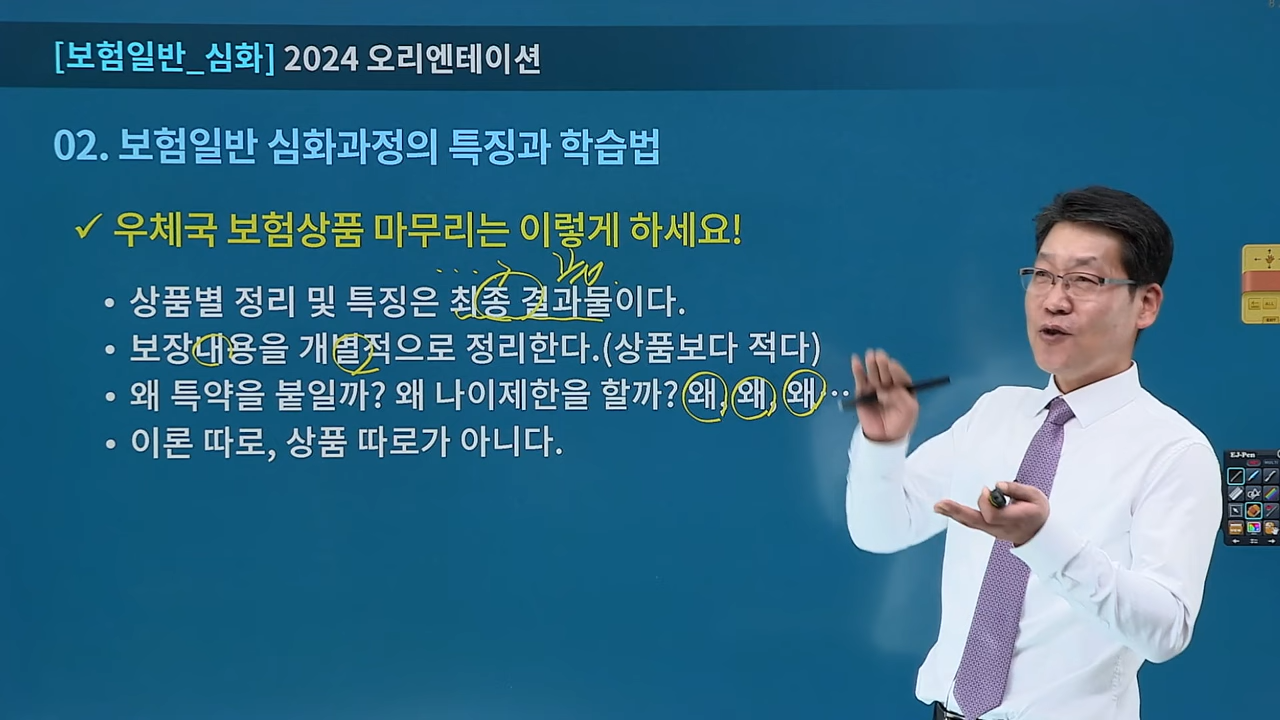 [보험일반_심화] 2024 오리엔테이션
02. 보험일반 심화과정의 특징과 학습법
✓ 우체국 보험상품 마무리는 이렇게 하세요!
• 상품별 정리 및 특징은 최종 결과물이다.
• 보장내용을 개별적으로 정리한다.(상품보다 적다)
• 왜 특약을 붙일까? 왜 나이제한을 할까? 왜, 왜, 왜…
• 이론 따로, 상품 따로가 아니다.
EJ-Pen